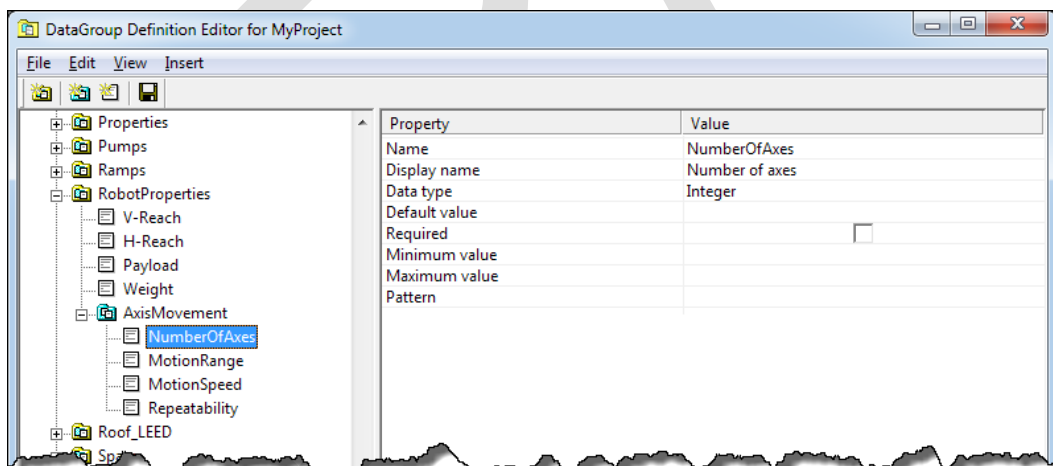 DataGroup Definition Editor for MyProject
File Edit View Insert
Properties
Pumps
Ramps
RobotProperties
V-Reach
H-Reach
Payload
Weight
AxisMovement
NumberOfAxes
MotionRange
MotionSpeed
Repeatability
Roof_LEED
Property Value
Name NumberOfAxes
Display name Number of axes
Data type Integer
Default value
Required
Minimum value
Maximum value
Pattern